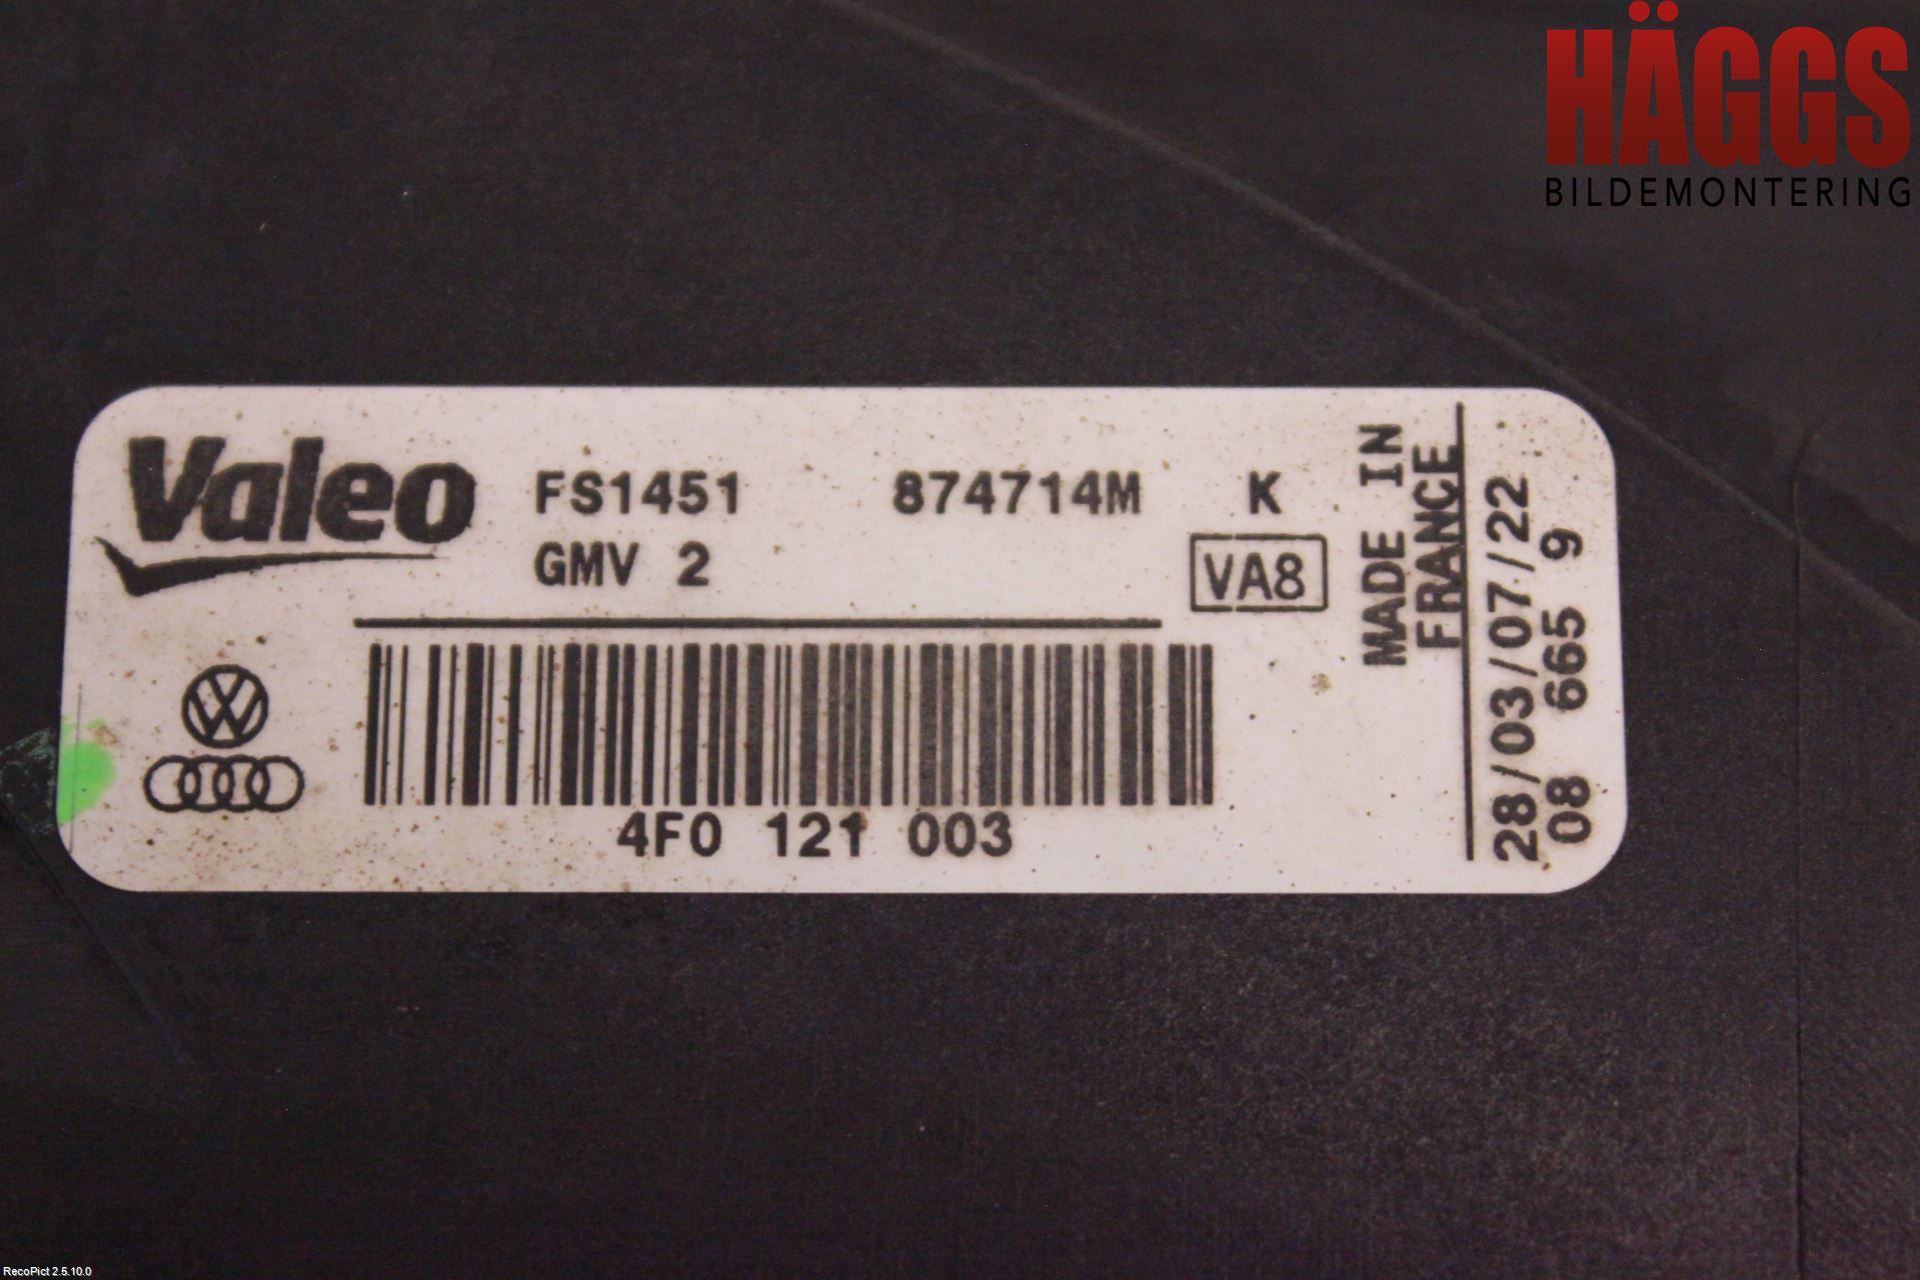 HÄGGS
BILDEMONTERING
Valeo
FS1451 874714M K
GMV 2
VA8
MADE IN
FRANCE
28/03/07/22
08 665 9
4F0 121 003
RecoPict 2.5.10.0